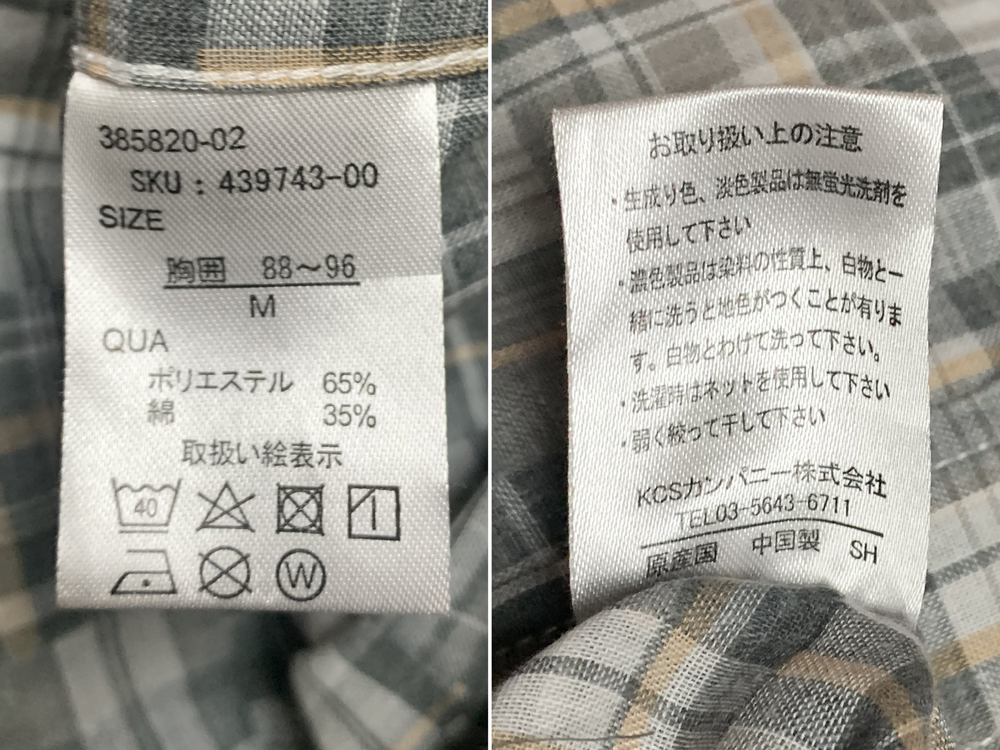 385820-02
SKU : 439743-00
SIZE
胸囲 88～96
M
QUA
ポリエステル 65%
綿 35%
取扱い絵表示
40
W
お取り扱い上の注意
・生成り色、淡色製品は無蛍光洗剤を
使用して下さい
・濃色製品は染料の性質上、白物と一
緒に洗うと地色がつくことが有りま
す。白物とわけて洗って下さい。
・洗濯時はネットを使用して下さい
・弱く絞って干して下さい
KCSカンパニー株式会社
TEL03-5643-6711
原産国 中国製 SH